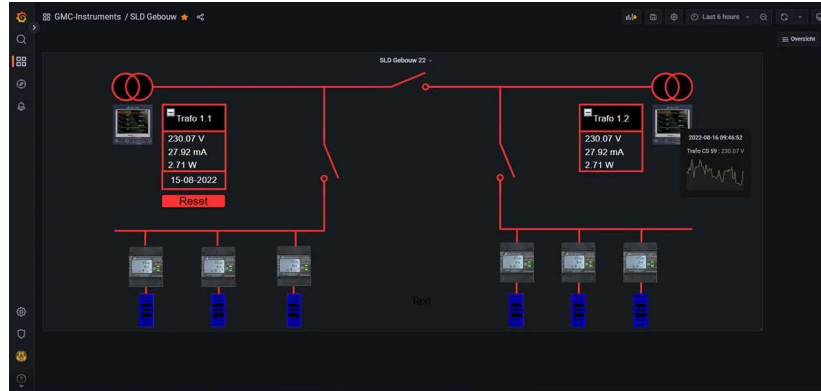 GMC-Instruments / SLD Gebouw
Last 6 hours
Overzicht
SLD Gebouw 22
Trafo 1.1
230.07 V
27.92 mA
2.71 W
15-08-2022
Reset
Trafo 1.2
230.07 V
27.92 mA
2.71 W
2022-08-16 09:46:52
Trafo CS 59 : 230.07 V
Text